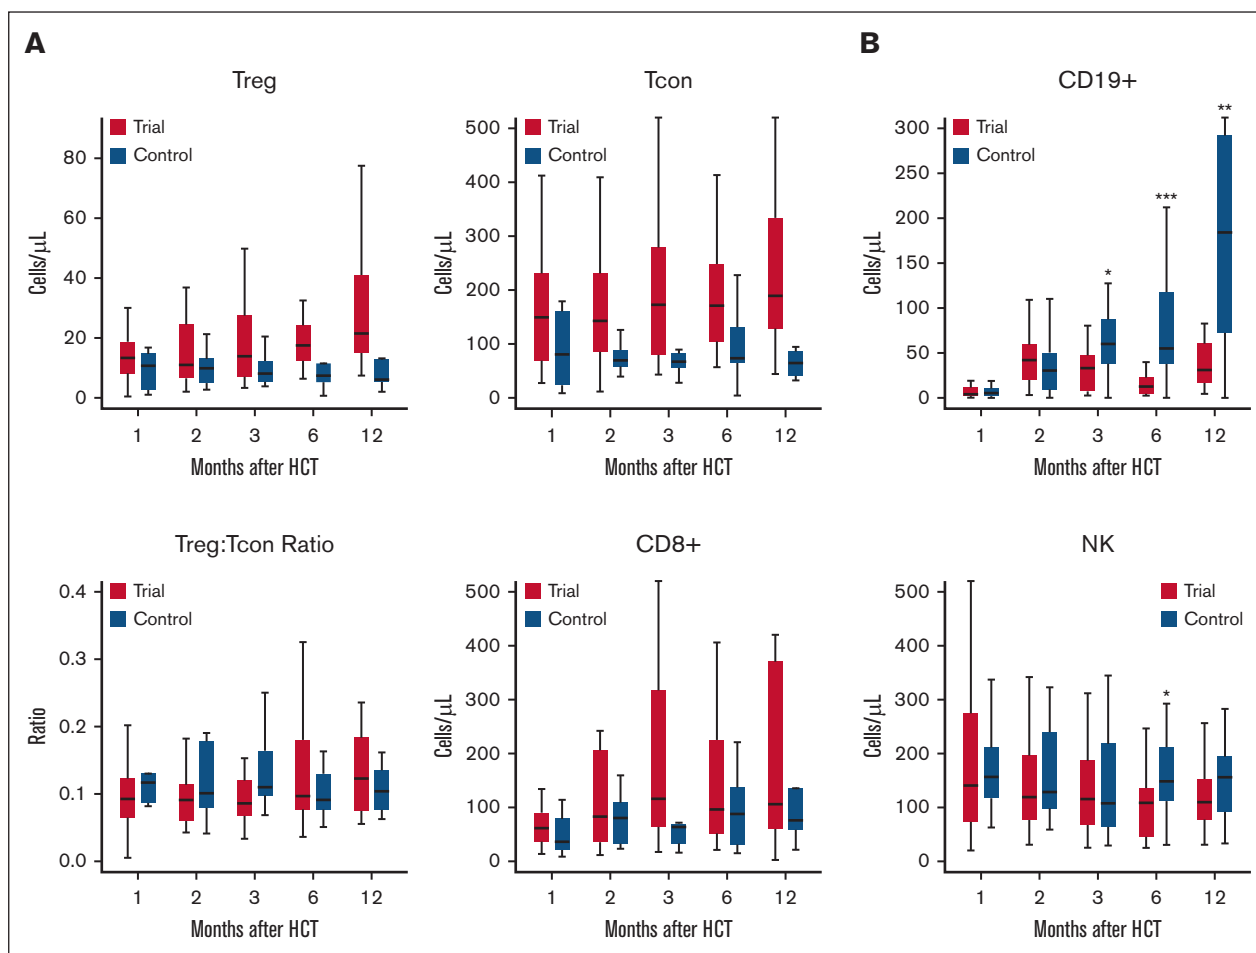 A
B
Treg
Trial
Control
Cells/μL
80
60
40
20
0
1 2 3 6 12
Months after HCT
Tcon
Trial
Control
Cells/μL
500
400
300
200
100
0
1 2 3 6 12
Months after HCT
CD19+
Trial
Control
Cells/μL
300
250
200
150
100
50
0
*
***
**
1 2 3 6 12
Months after HCT
Treg:Tcon Ratio
Trial
Control
Ratio
0.4
0.3
0.2
0.1
0.0
1 2 3 6 12
Months after HCT
CD8+
Trial
Control
Cells/μL
500
400
300
200
100
0
1 2 3 6 12
Months after HCT
NK
Trial
Control
Cells/μL
500
400
300
200
100
0
*
1 2 3 6 12
Months after HCT